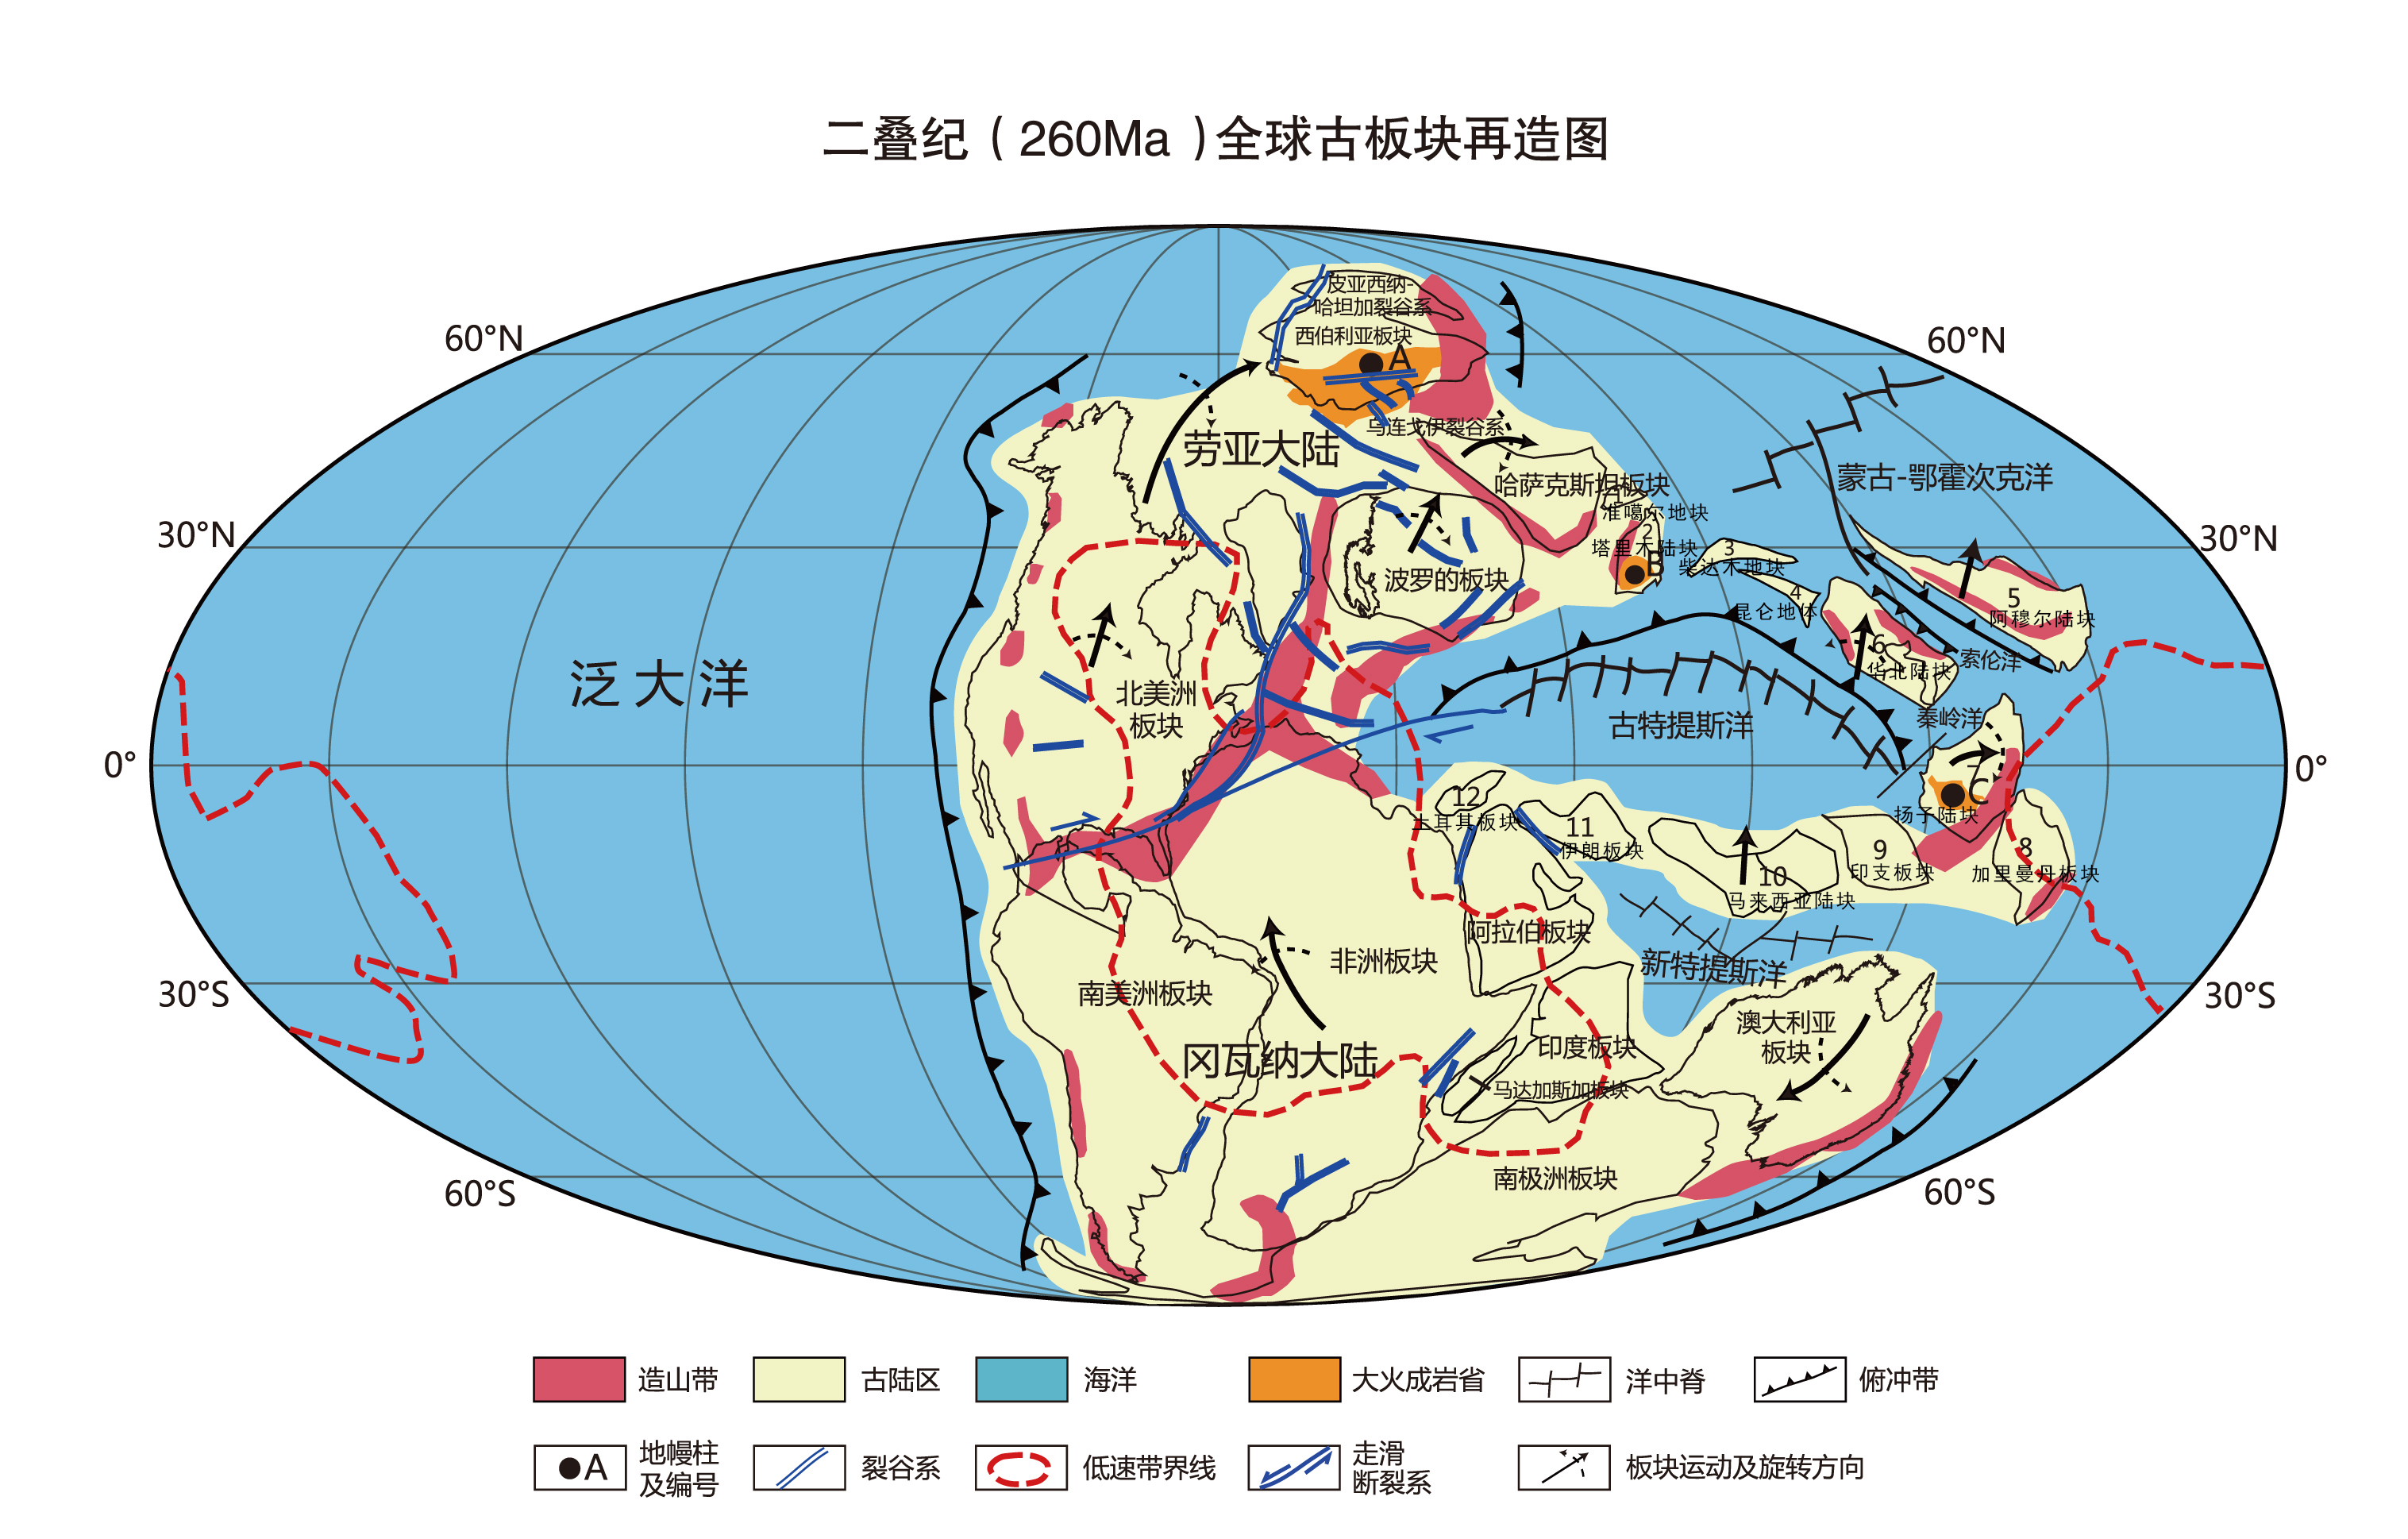 二叠纪（260Ma）全球古板块再造图
60°N
60°N
30°N
30°N
0°
0°
30°S
30°S
60°S
60°S
皮亚西纳-
哈坦加裂谷系
西伯利亚板块
A
乌连戈伊裂谷系
劳亚大陆
哈萨克斯坦板块
1
准噶尔地块
2
塔里木陆块
B
3
柴达木地块
4
昆仑地体
蒙古-鄂霍次克洋
5
阿穆尔陆块
6
华北陆块
索伦洋
波罗的板块
泛大洋
北美洲
板块
古特提斯洋
秦岭洋
7
C
扬子陆块
8
加里曼丹板块
9
印支板块
10
马来西亚陆块
11
伊朗板块
12
土耳其板块
阿拉伯板块
非洲板块
南美洲板块
新特提斯洋
冈瓦纳大陆
印度板块
马达加斯加板块
澳大利亚
板块
南极洲板块
造山带
古陆区
海洋
大火成岩省
洋中脊
俯冲带
A
地幔柱
及编号
裂谷系
低速带界线
走滑
断裂系
板块运动及旋转方向